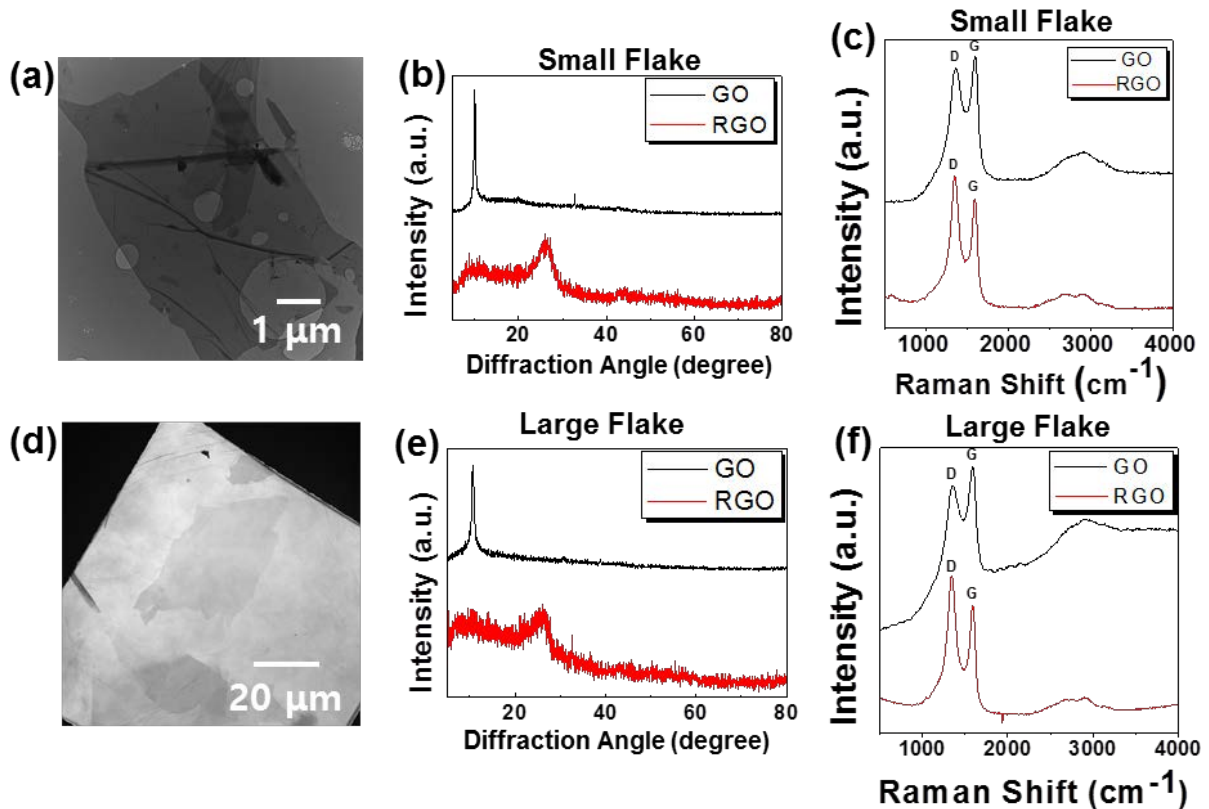 (a)
1 μm
(b)
Small Flake
GO
RGO
Intensity (a.u.)
20 40 60 80
Diffraction Angle (degree)
(c)
Small Flake
D G
GO
RGO
D G
Intensity (a.u.)
1000 2000 3000 4000
Raman Shift (cm⁻¹)
(d)
20 μm
(e)
Large Flake
GO
RGO
Intensity (a.u.)
20 40 60 80
Diffraction Angle (degree)
(f)
Large Flake
D G
GO
RGO
D G
Intensity (a.u.)
1000 2000 3000 4000
Raman Shift (cm⁻¹)